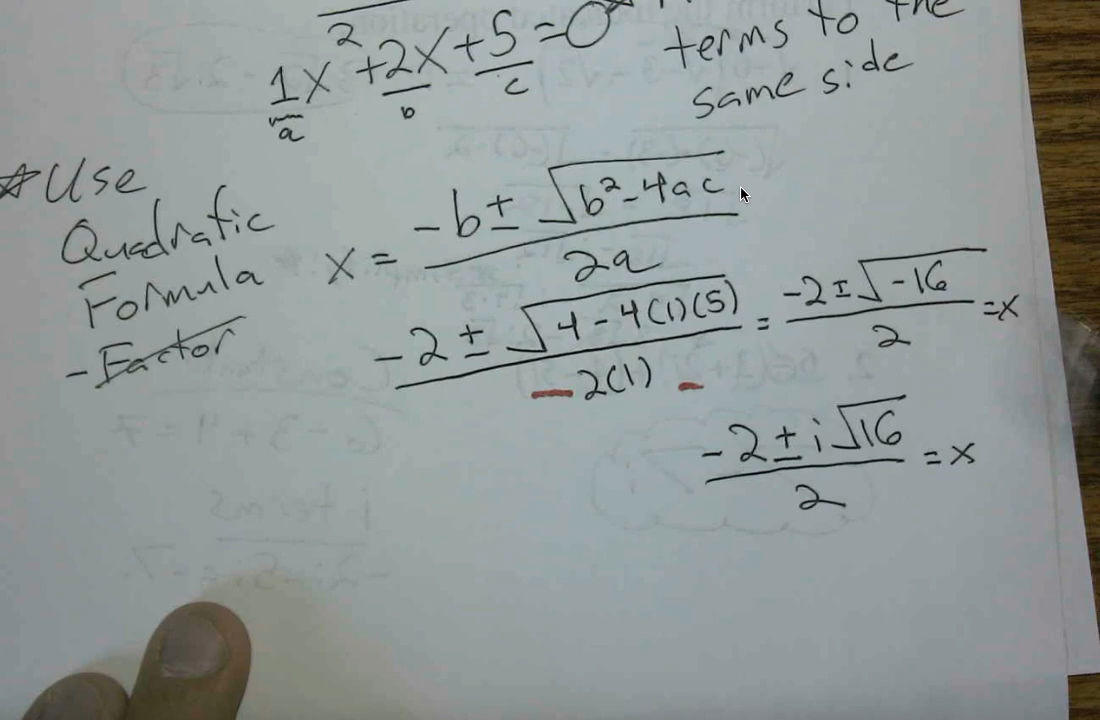 1x² + 2x + 5 = 0
a b c
terms to the
same side
☆ Use
Quadratic
Formula
- Factor
x = (-b ± √(b² - 4ac)) / 2a
(-2 ± √(4 - 4(1)(5))) / 2(1) = (-2 ± √-16) / 2 = x
(-2 ± i√16) / 2 = x